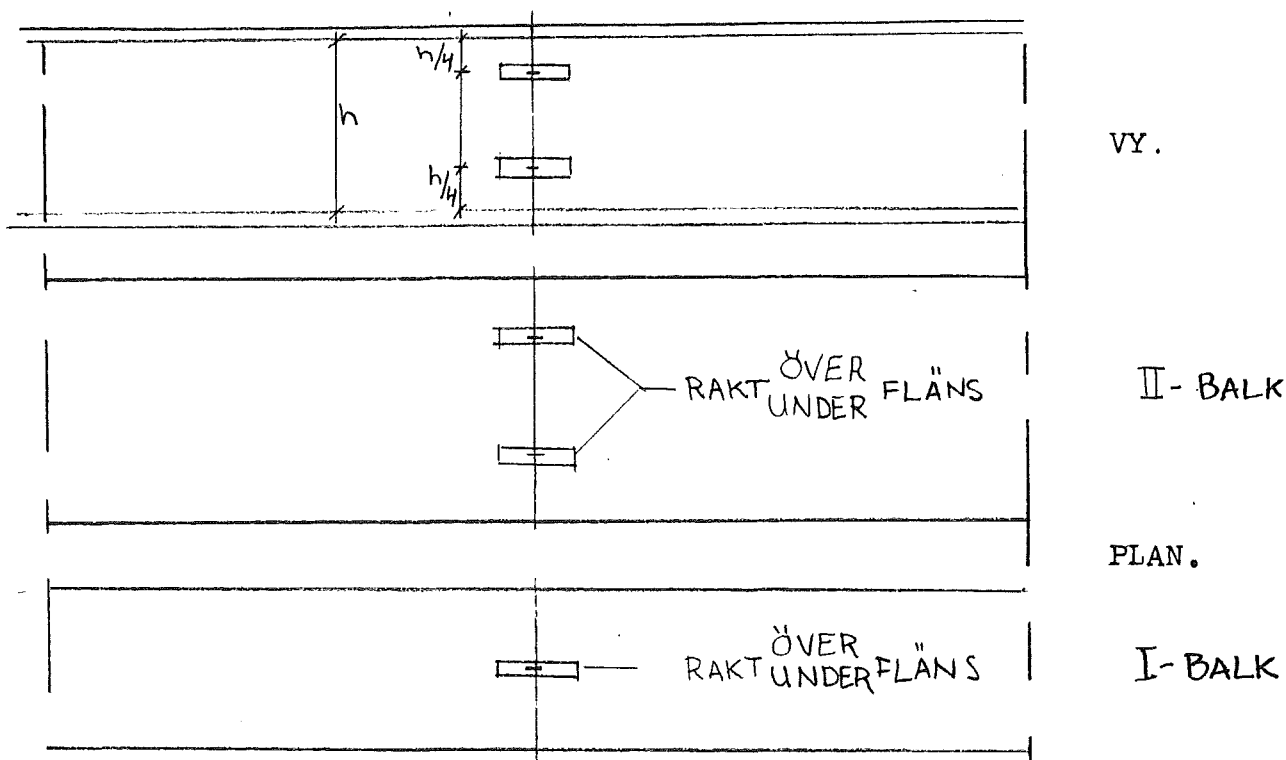 h/4
h
VY.
h/4
RAKT ÖVER UNDER FLÄNS
II-BALK
PLAN.
RAKT ÖVER UNDER FLÄNS
I-BALK